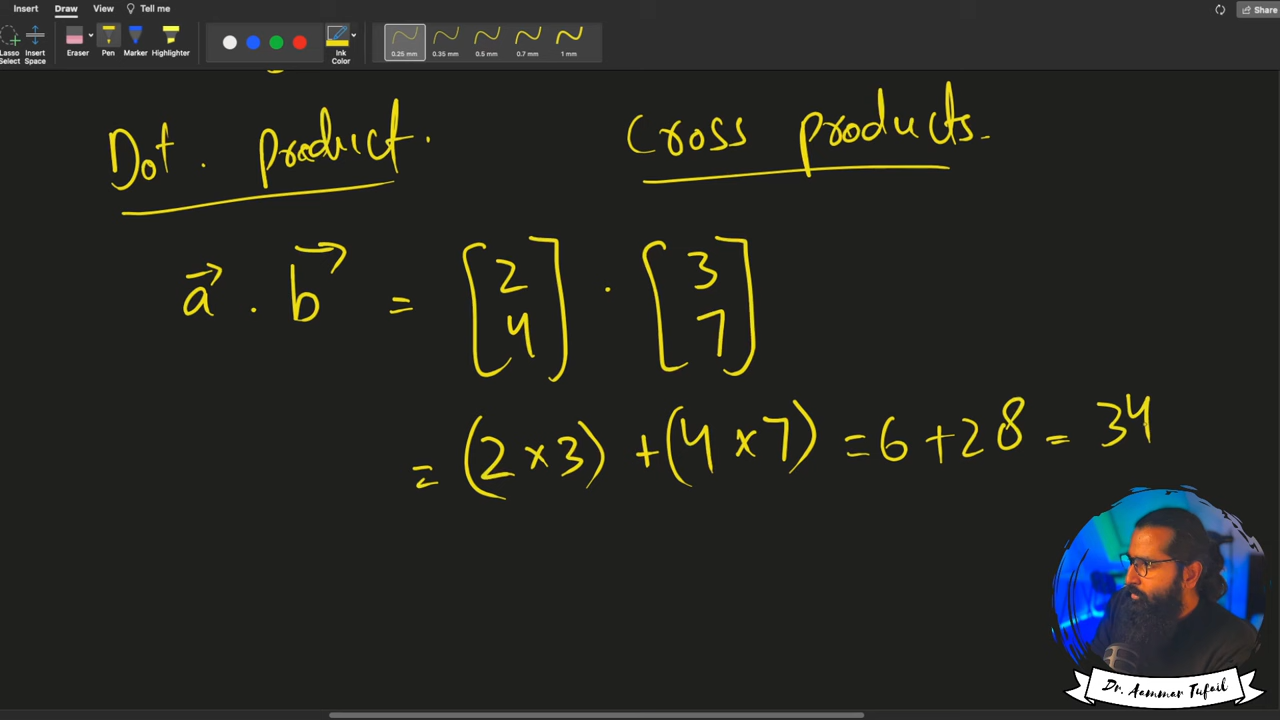 Insert Draw View Tell me
Share
Lasso Select Insert Space Eraser Pen Marker Highlighter Ink Color 0.25 mm 0.35 mm 0.5 mm 0.7 mm 1 mm
Dot. product. Cross products.
a⃗ . b⃗ = [2 4] . [3 7]
= (2 × 3) + (4 × 7) = 6 + 28 = 34
Dr. Aammar Tufail